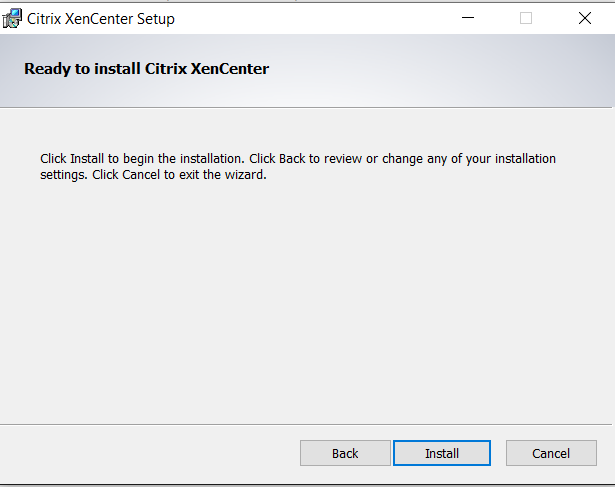 Citrix XenCenter Setup
Ready to install Citrix XenCenter
Click Install to begin the installation. Click Back to review or change any of your installation
settings. Click Cancel to exit the wizard.
Back Install Cancel